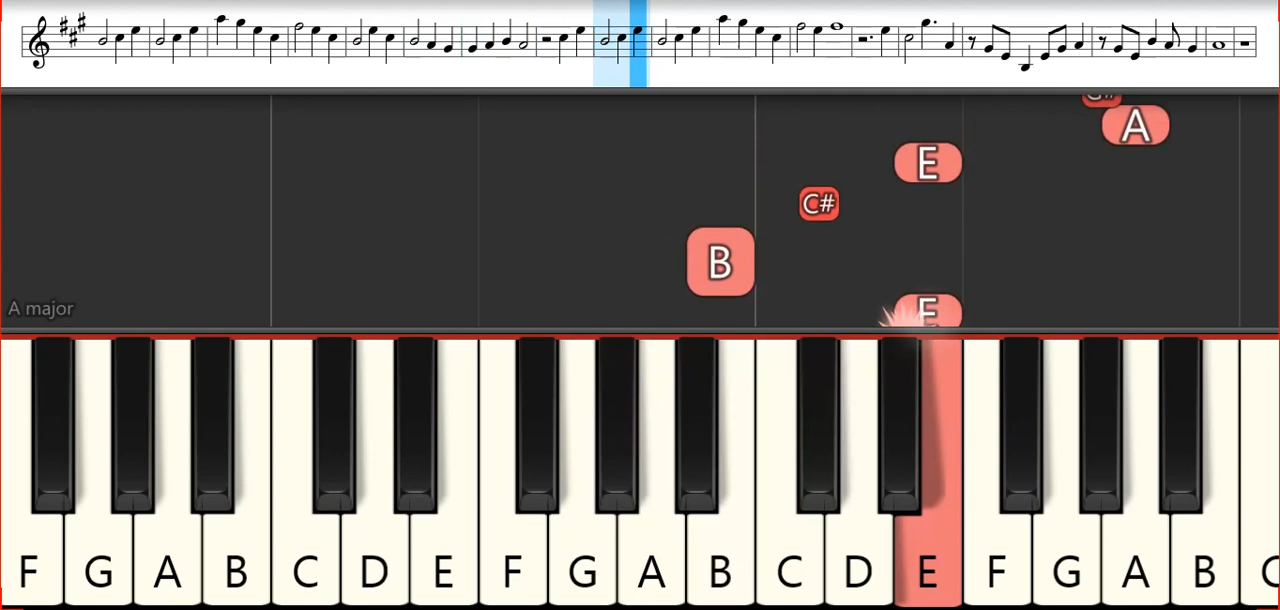 G#
A
E
C#
B
A major
E
F G A B C D E F G A B C D E F G A B C